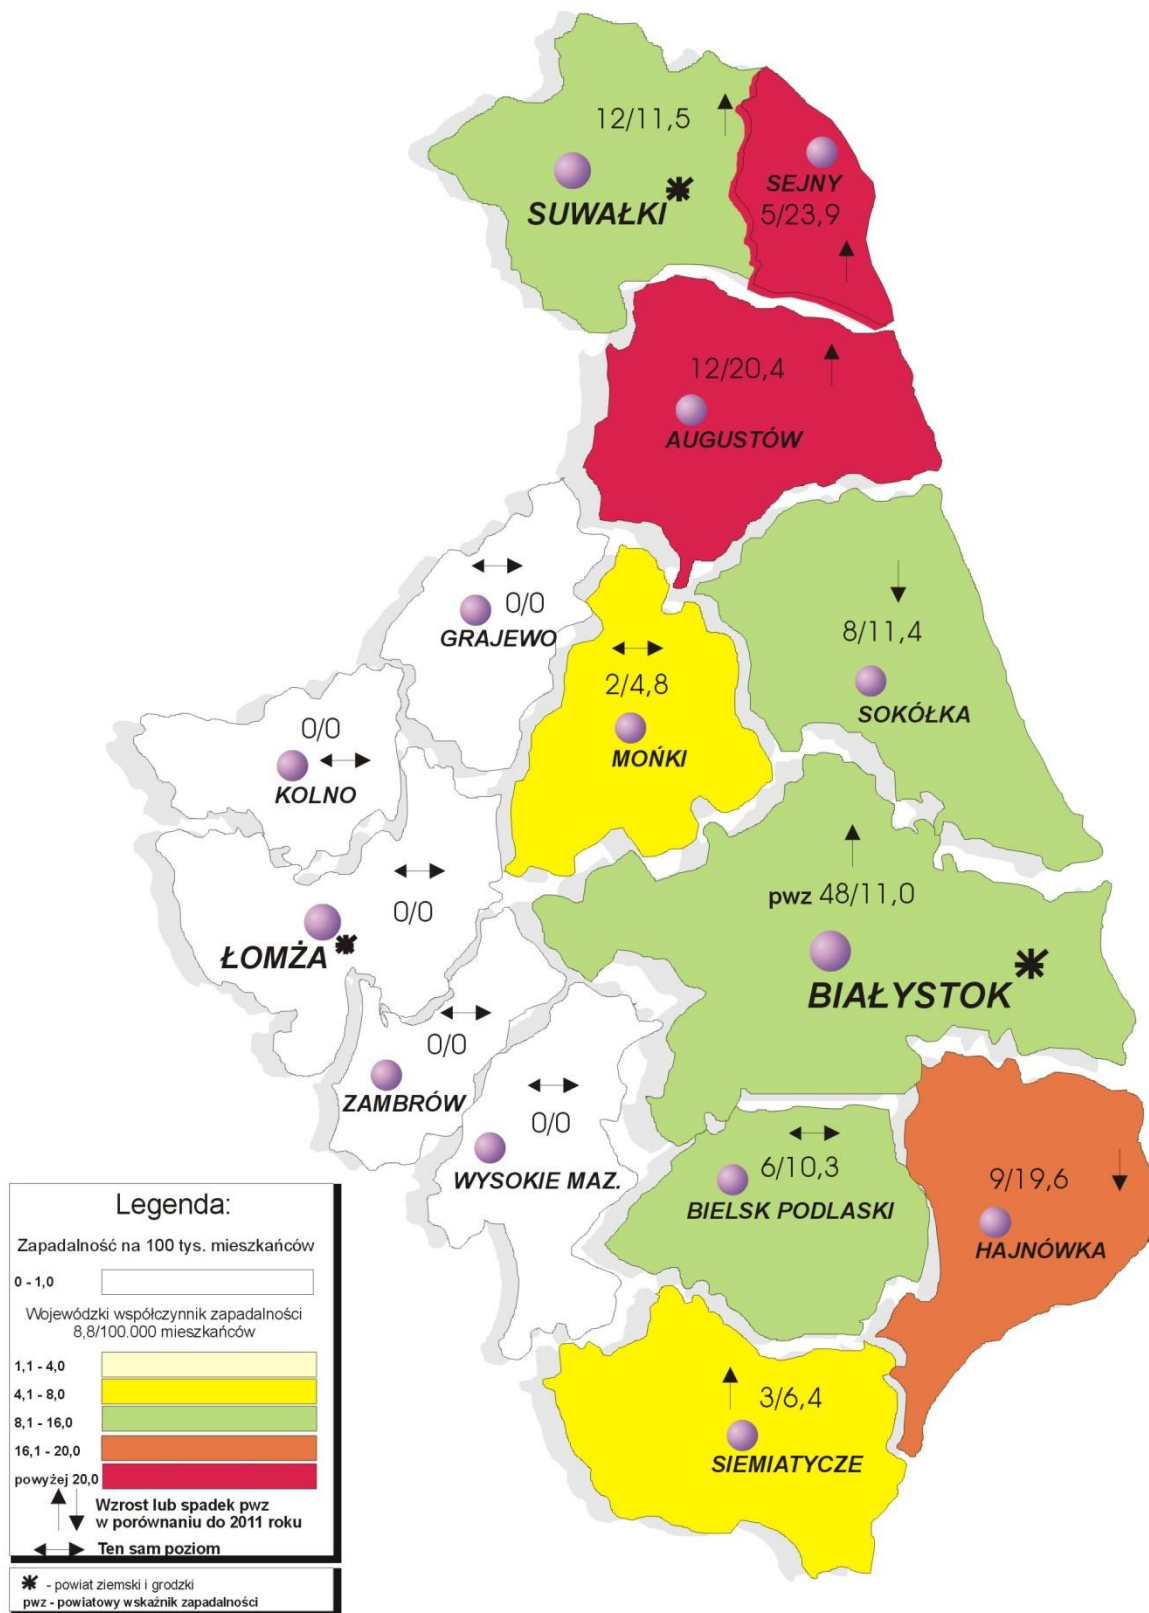 12/11,5
SUWAŁKI
SEJNY
5/23,9
12/20,4
AUGUSTÓW
0/0
GRAJEWO
8/11,4
SOKÓŁKA
2/4,8
MOŃKI
0/0
KOLNO
0/0
ŁOMŻA
pwz 48/11,0
BIAŁYSTOK
0/0
ZAMBRÓW
0/0
WYSOKIE MAZ.
6/10,3
BIELSK PODLASKI
9/19,6
HAJNÓWKA
3/6,4
SIEMIATYCZE
Legenda:
Zapadalność na 100 tys. mieszkańców
0 - 1,0
Wojewódzki współczynnik zapadalności
8,8/100.000 mieszkańców
1,1 - 4,0
4,1 - 8,0
8,1 - 16,0
16,1 - 20,0
powyżej 20,0
Wzrost lub spadek pwz
w porównaniu do 2011 roku
Ten sam poziom
- powiat ziemski i grodzki
pwz - powiatowy wskaźnik zapadalności